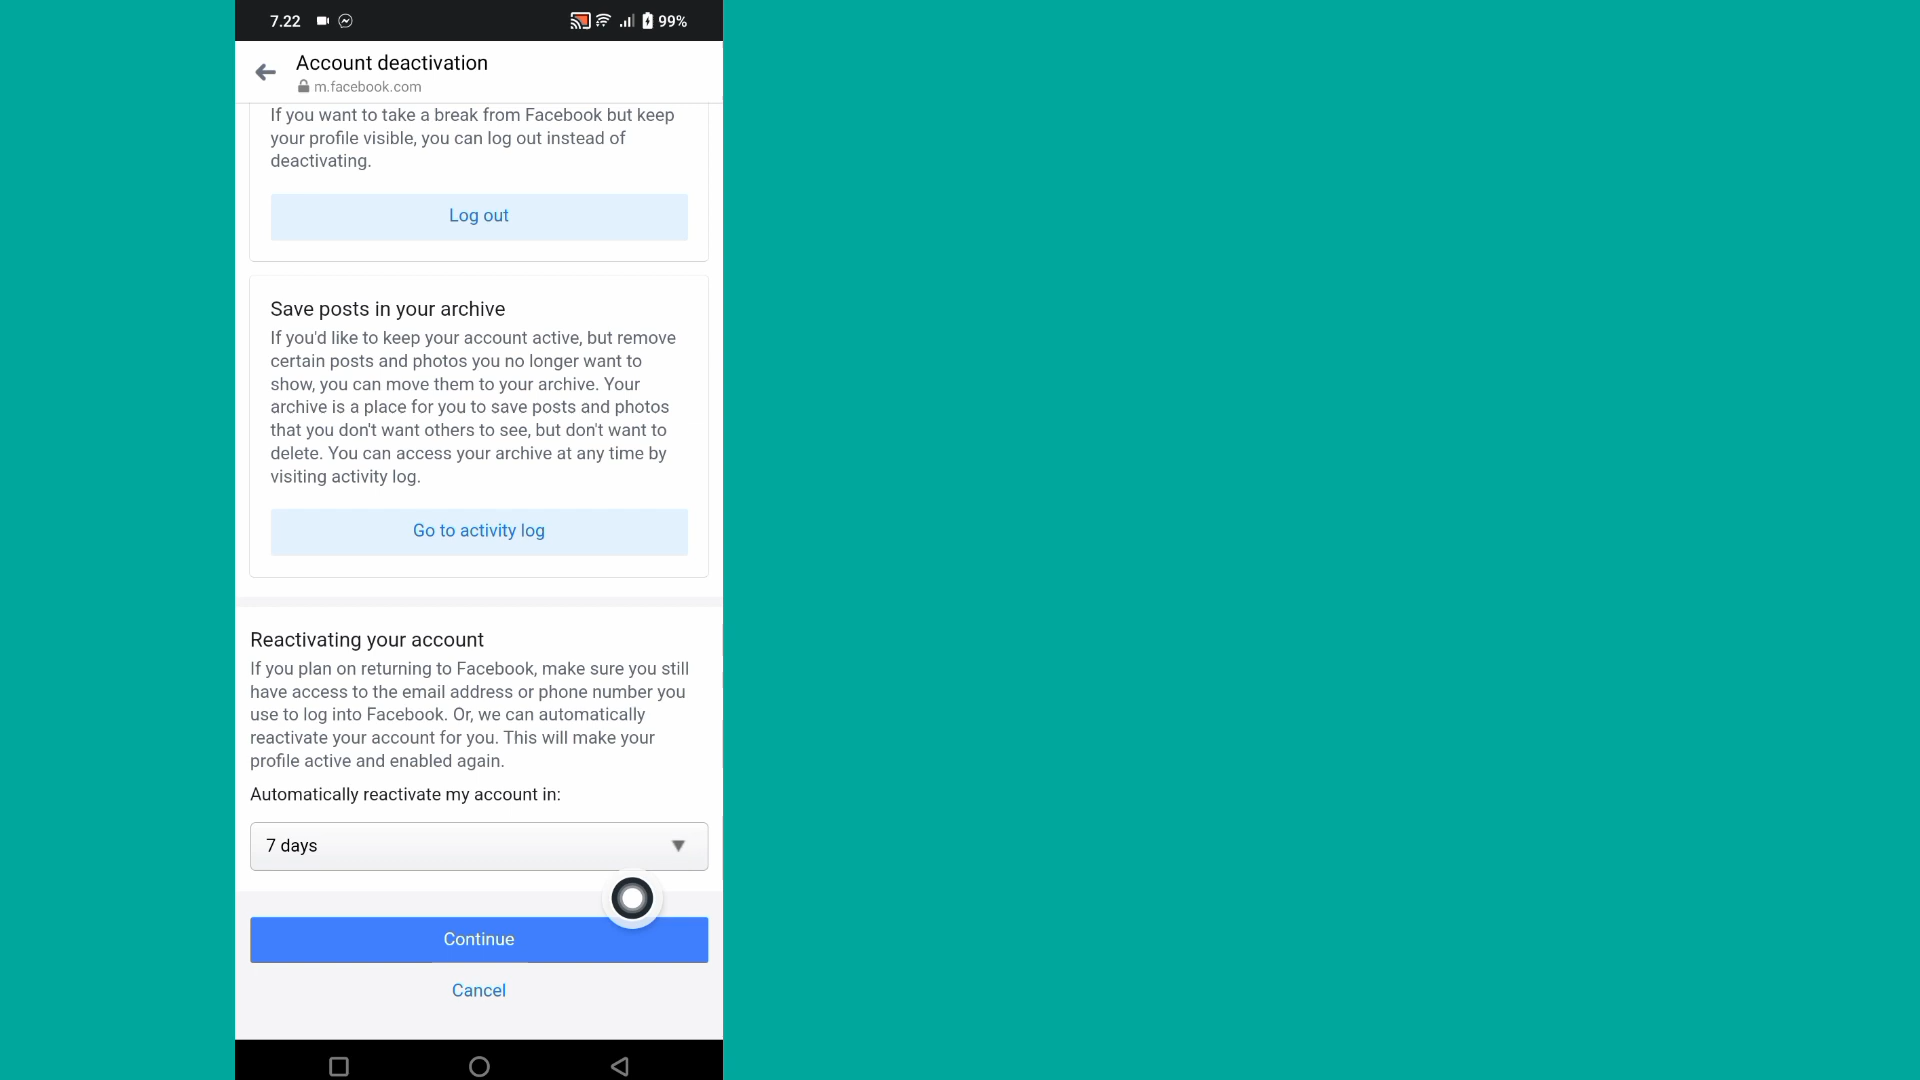 7.22
99%
Account deactivation
m.facebook.com
If you want to take a break from Facebook but keep
your profile visible, you can log out instead of
deactivating.
Log out
Save posts in your archive
If you'd like to keep your account active, but remove
certain posts and photos you no longer want to
show, you can move them to your archive. Your
archive is a place for you to save posts and photos
that you don't want others to see, but don't want to
delete. You can access your archive at any time by
visiting activity log.
Go to activity log
Reactivating your account
If you plan on returning to Facebook, make sure you still
have access to the email address or phone number you
use to log into Facebook. Or, we can automatically
reactivate your account for you. This will make your
profile active and enabled again.
Automatically reactivate my account in:
7 days
Continue
Cancel